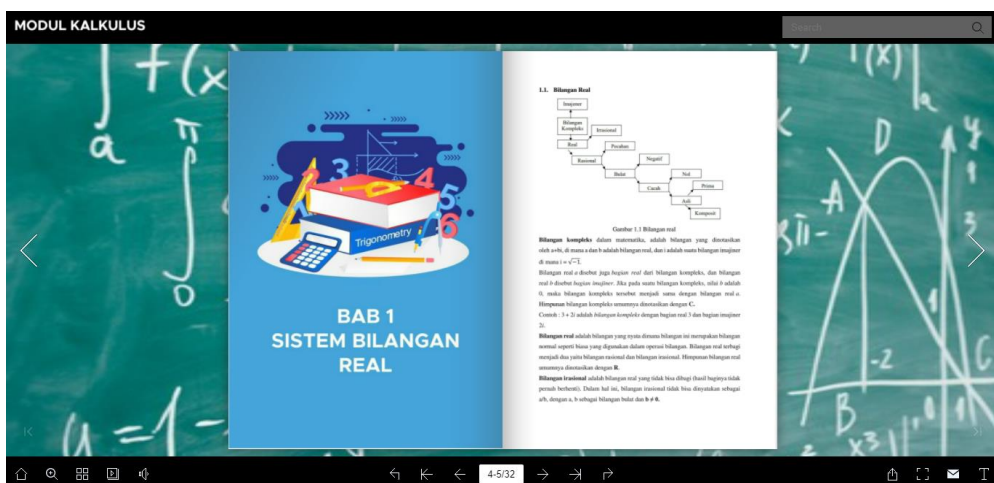 MODUL KALKULUS
Search
Trigonometry
BAB 1
SISTEM BILANGAN
REAL
1.1. Bilangan Real
Imajiner
Bilangan
Kompleks
Irrasional
Real
Pecahan
Rasional
Negatif
Bulat
Nol
Cacah
Prima
Asli
Komposit
Gambar 1.1 Bilangan real
Bilangan kompleks dalam matematika, adalah bilangan yang dinotasikan
oleh a+bi, di mana a dan b adalah bilangan real, dan i adalah suatu bilangan imajiner
di mana i = √−1.
Bilangan real a disebut juga bagian real dari bilangan kompleks, dan bilangan
real b disebut bagian imajiner. Jika pada suatu bilangan kompleks, nilai b adalah
0, maka bilangan kompleks tersebut menjadi sama dengan bilangan real a.
Himpunan bilangan kompleks umumnya dinotasikan dengan C.
Contoh : 3 + 2i adalah bilangan kompleks dengan bagian real 3 dan bagian imajiner
2i.
Bilangan real adalah bilangan yang nyata dimana bilangan ini merupakan bilangan
normal seperti biasa yang digunakan dalam operasi bilangan. Bilangan real terbagi
menjadi dua yaitu bilangan rasional dan bilangan irasional. Himpunan bilangan real
umumnya dinotasikan dengan R.
Bilangan irasional adalah bilangan real yang tidak bisa dibagi (hasil baginya tidak
pernah berhenti). Dalam hal ini, bilangan irasional tidak bisa dinyatakan sebagai
a/b, dengan a, b sebagai bilangan bulat dan b ≠ 0.
4-5/32